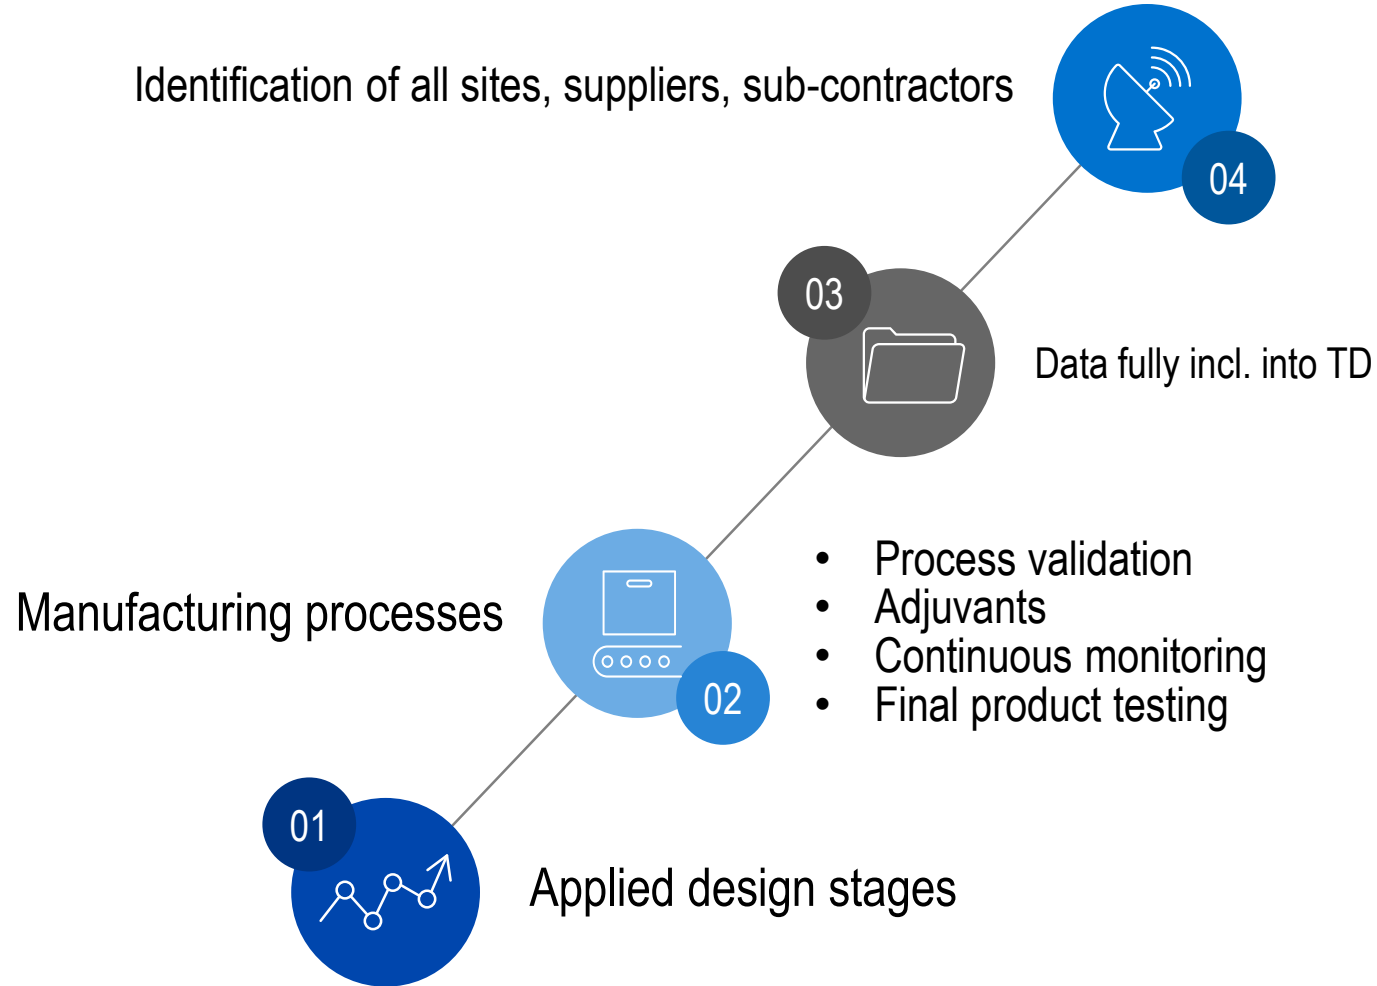 Identification of all sites, suppliers, sub-contractors
04
03
Data fully incl. into TD
Manufacturing processes
02
• Process validation
• Adjuvants
• Continuous monitoring
• Final product testing
01
Applied design stages